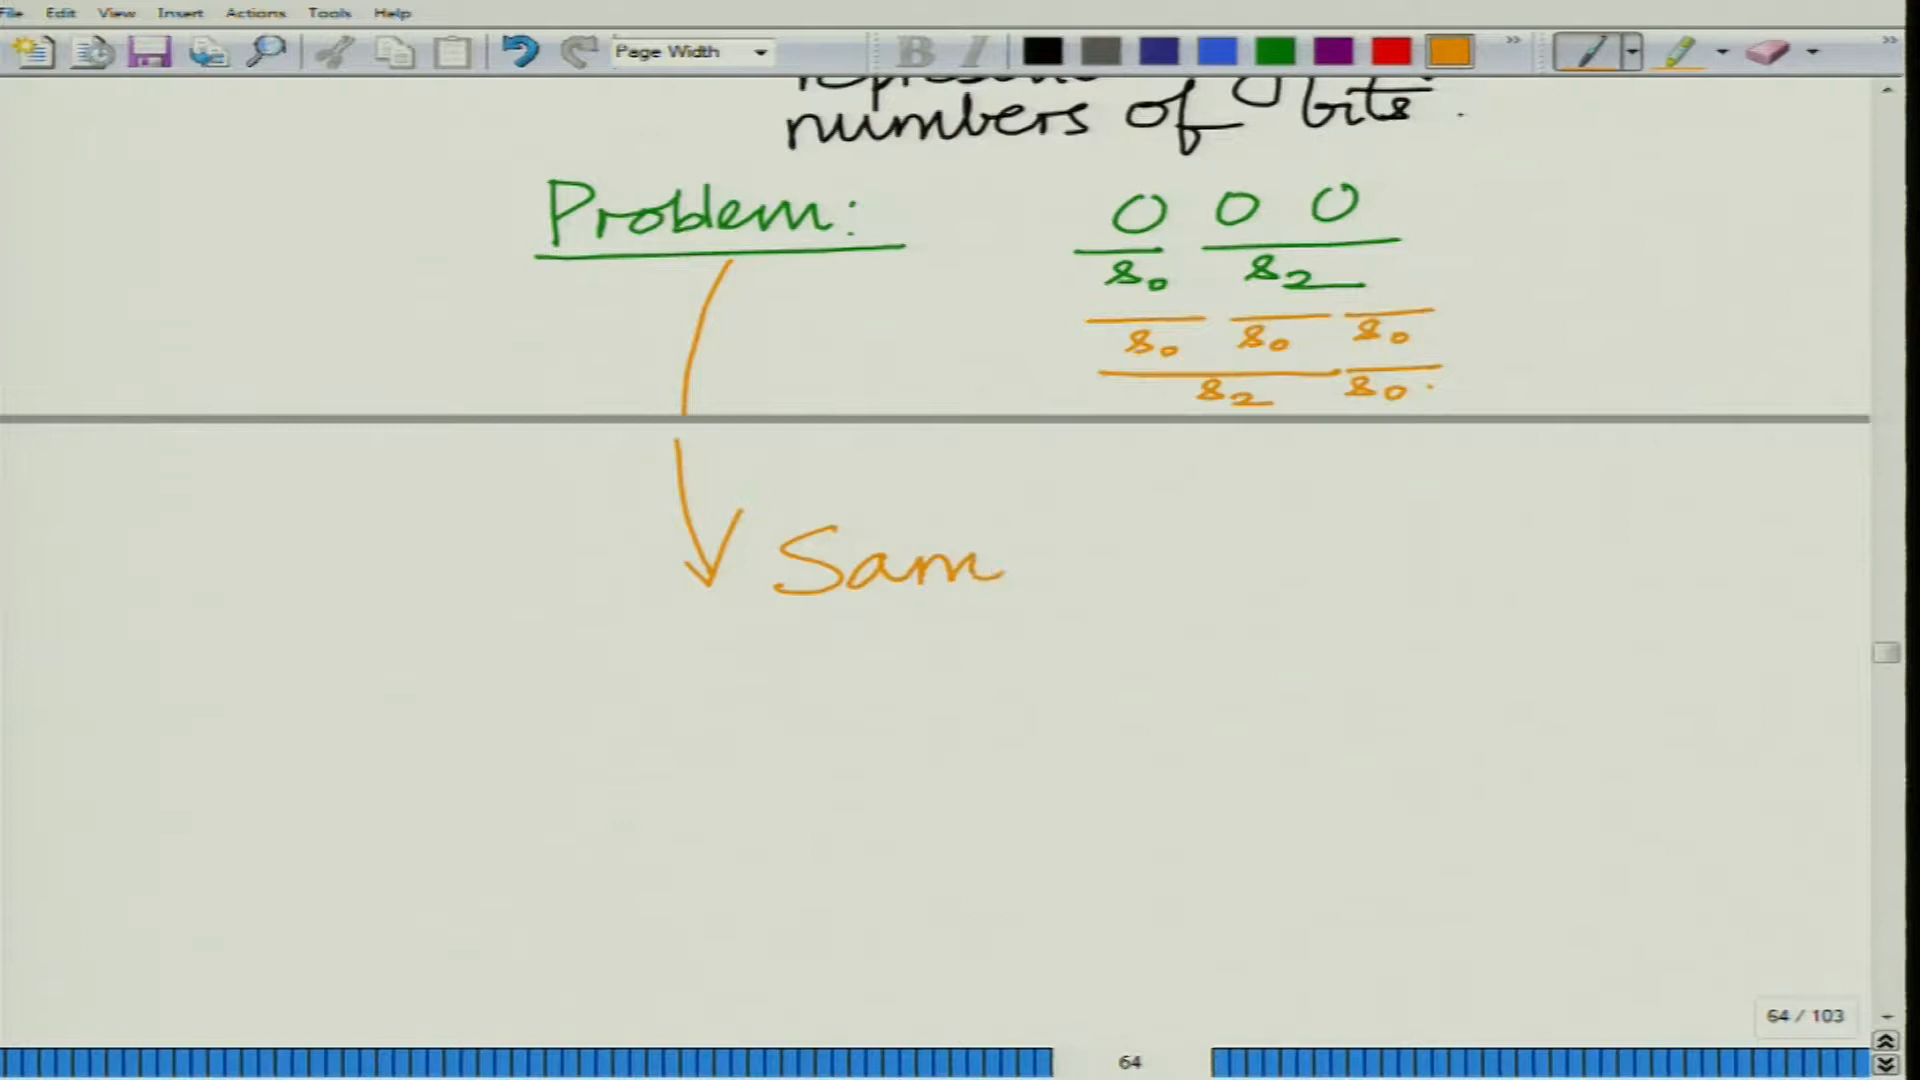 File Edit View Insert Actions Tools Help
Page Width
B I
numbers of bits.
Problem: 0 0 0
s0 s2
s0 s0 s0
s2 s0.
Sam
64 / 103
64